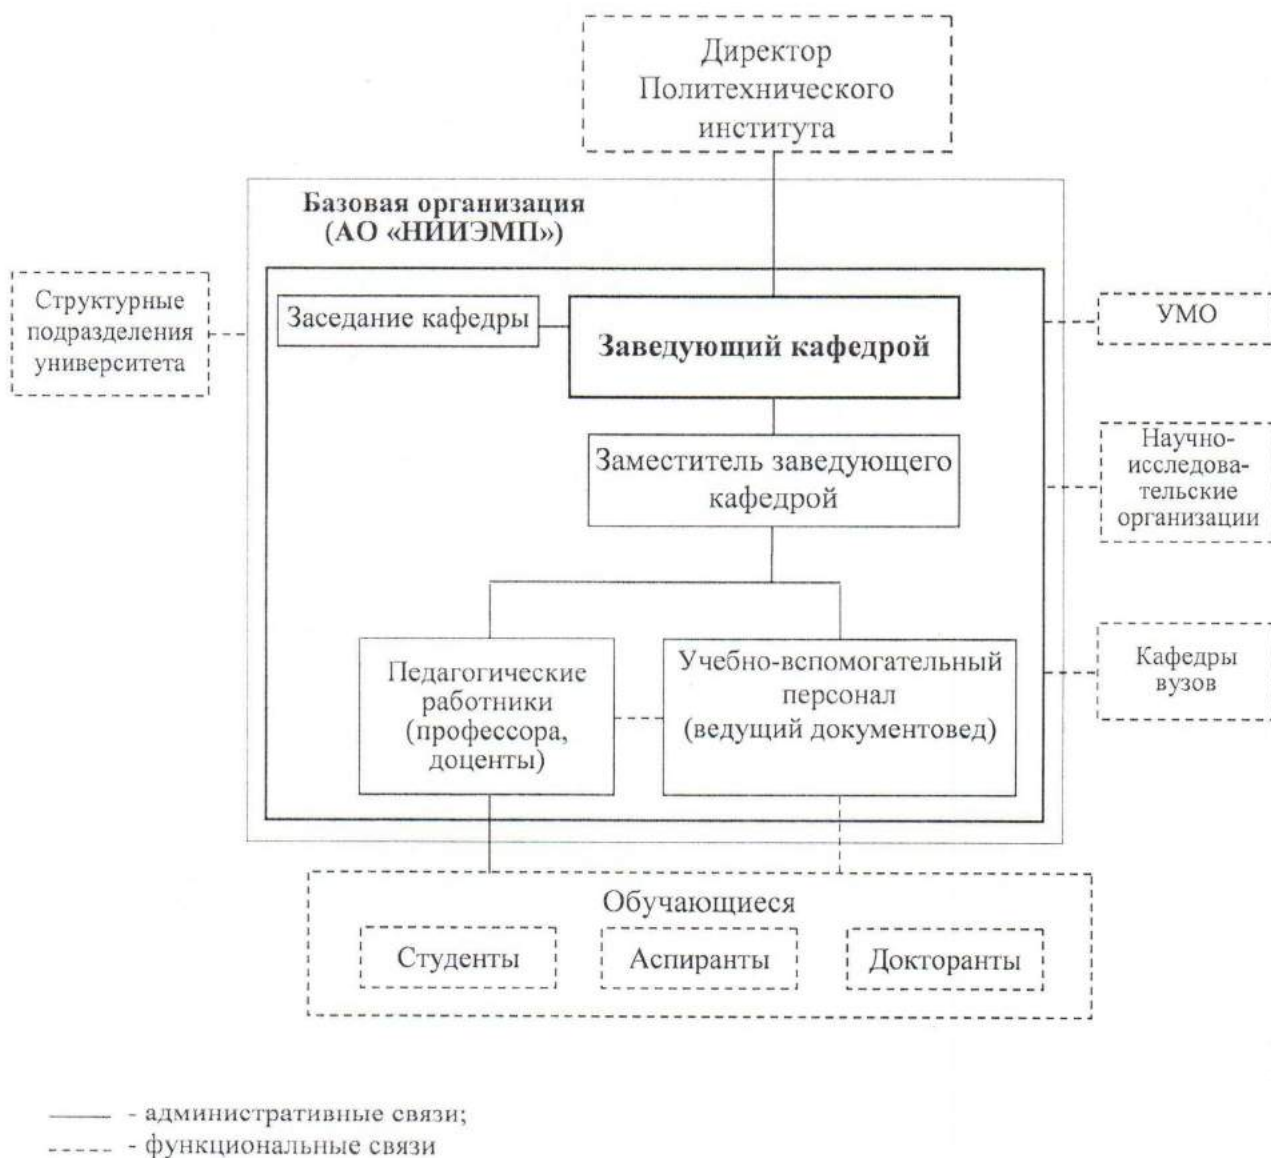 Директор
Политехнического
института
Базовая организация
(АО «НИИЭМП»)
Структурные
подразделения
университета
Заседание кафедры
Заведующий кафедрой
УМО
Заместитель заведующего
кафедрой
Научно-
исследова-
тельские
организации
Педагогические
работники
(профессора,
доценты)
Учебно-вспомогательный
персонал
(ведущий документовед)
Кафедры
вузов
Обучающиеся
Студенты
Аспиранты
Докторанты
- административные связи;
- функциональные связи